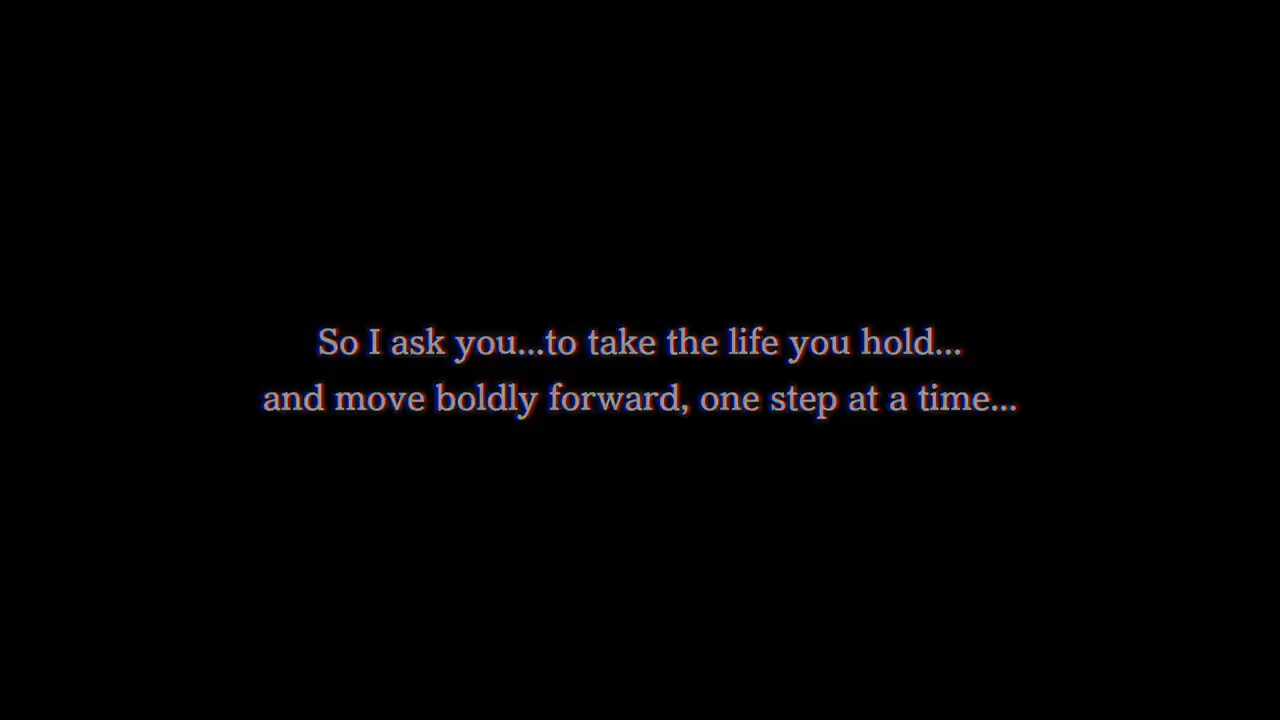 So I ask you...to take the life you hold...
and move boldly forward, one step at a time...